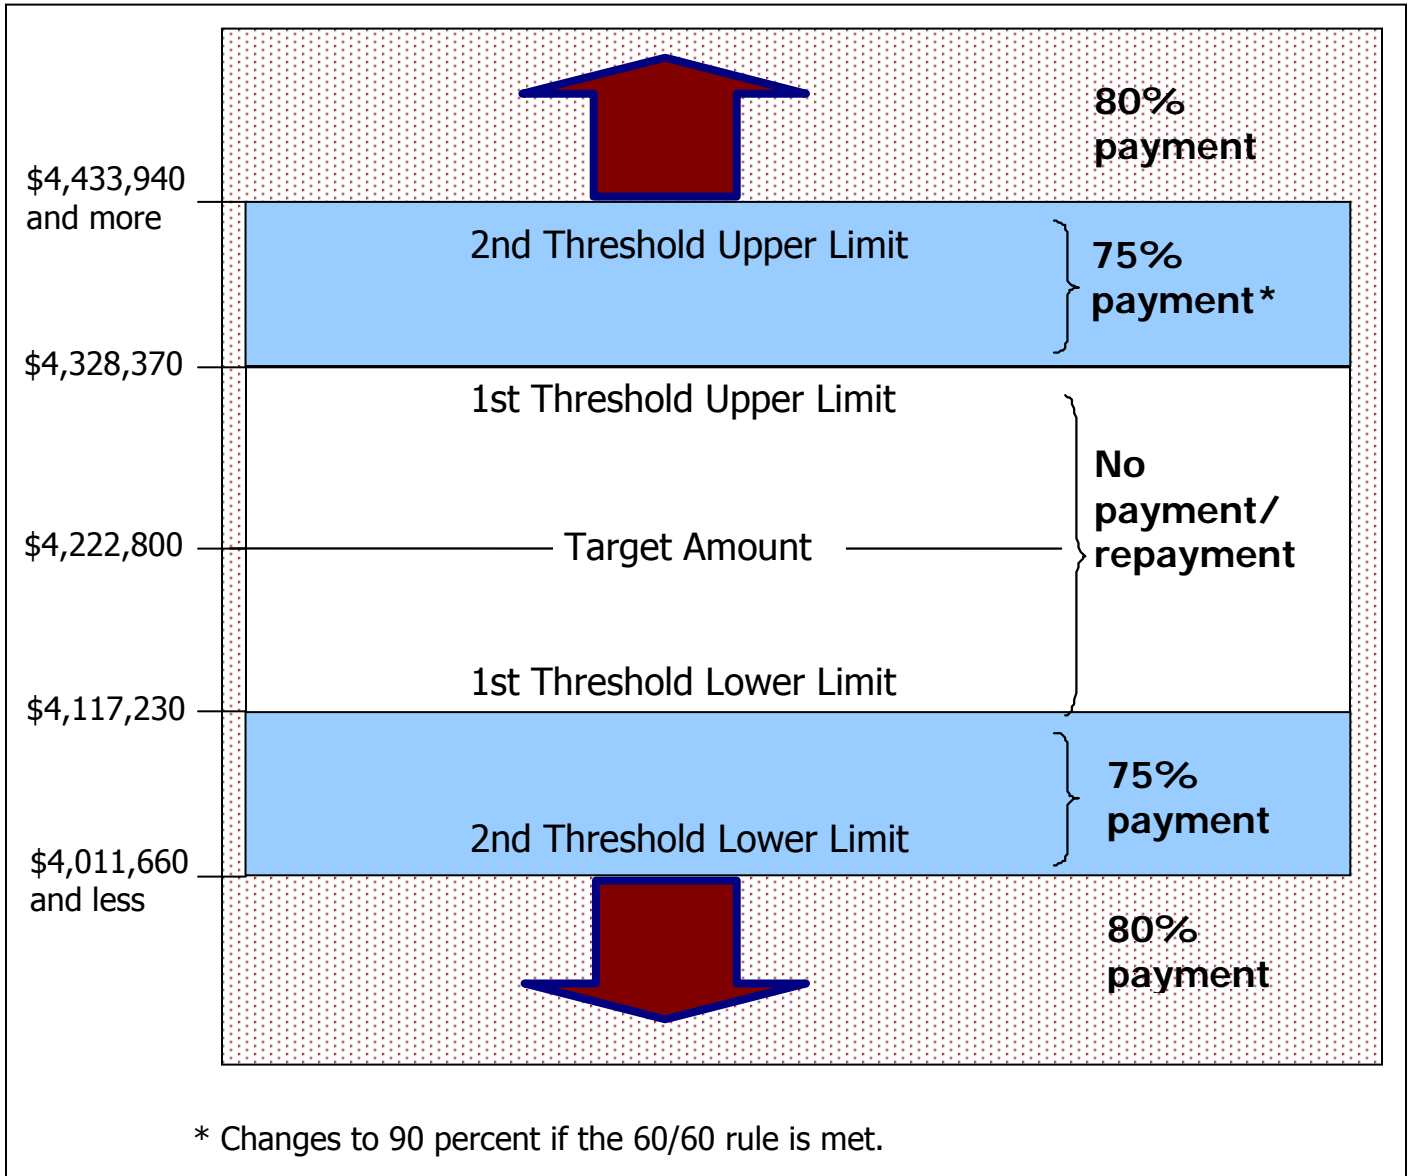 80%
payment
$4,433,940
and more
2nd Threshold Upper Limit
75%
payment*
$4,328,370
1st Threshold Upper Limit
No
payment/
repayment
$4,222,800
Target Amount
1st Threshold Lower Limit
$4,117,230
75%
payment
2nd Threshold Lower Limit
$4,011,660
and less
80%
payment
* Changes to 90 percent if the 60/60 rule is met.